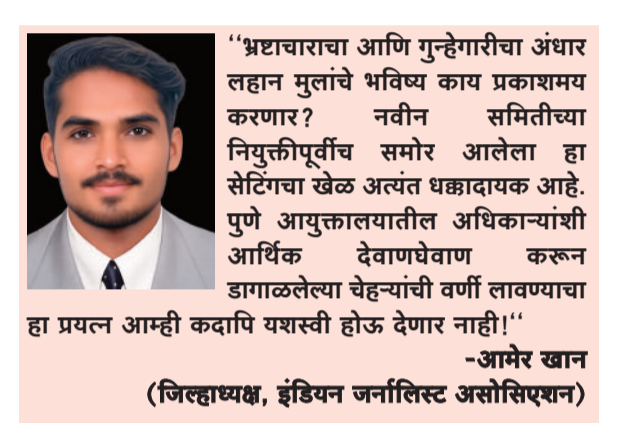 ‘‘भ्रष्टाचाराचा आणि गुन्हेगारीचा अंधार
लहान मुलांचे भविष्य काय प्रकाशमय
करणार? नवीन समितीच्या
नियुक्तीपूर्वीच समोर आलेला हा
सेटिंगचा खेळ अत्यंत धक्कादायक आहे.
पुणे आयुक्तालयातील अधिकाऱ्यांशी
आर्थिक देवाणघेवाण करून
डागाळलेल्या चेहऱ्यांची वर्णी लावण्याचा
हा प्रयत्न आम्ही कदापि यशस्वी होऊ देणार नाही!‘‘
-आमेर खान
(जिल्हाध्यक्ष, इंडियन जर्नालिस्ट असोसिएशन)